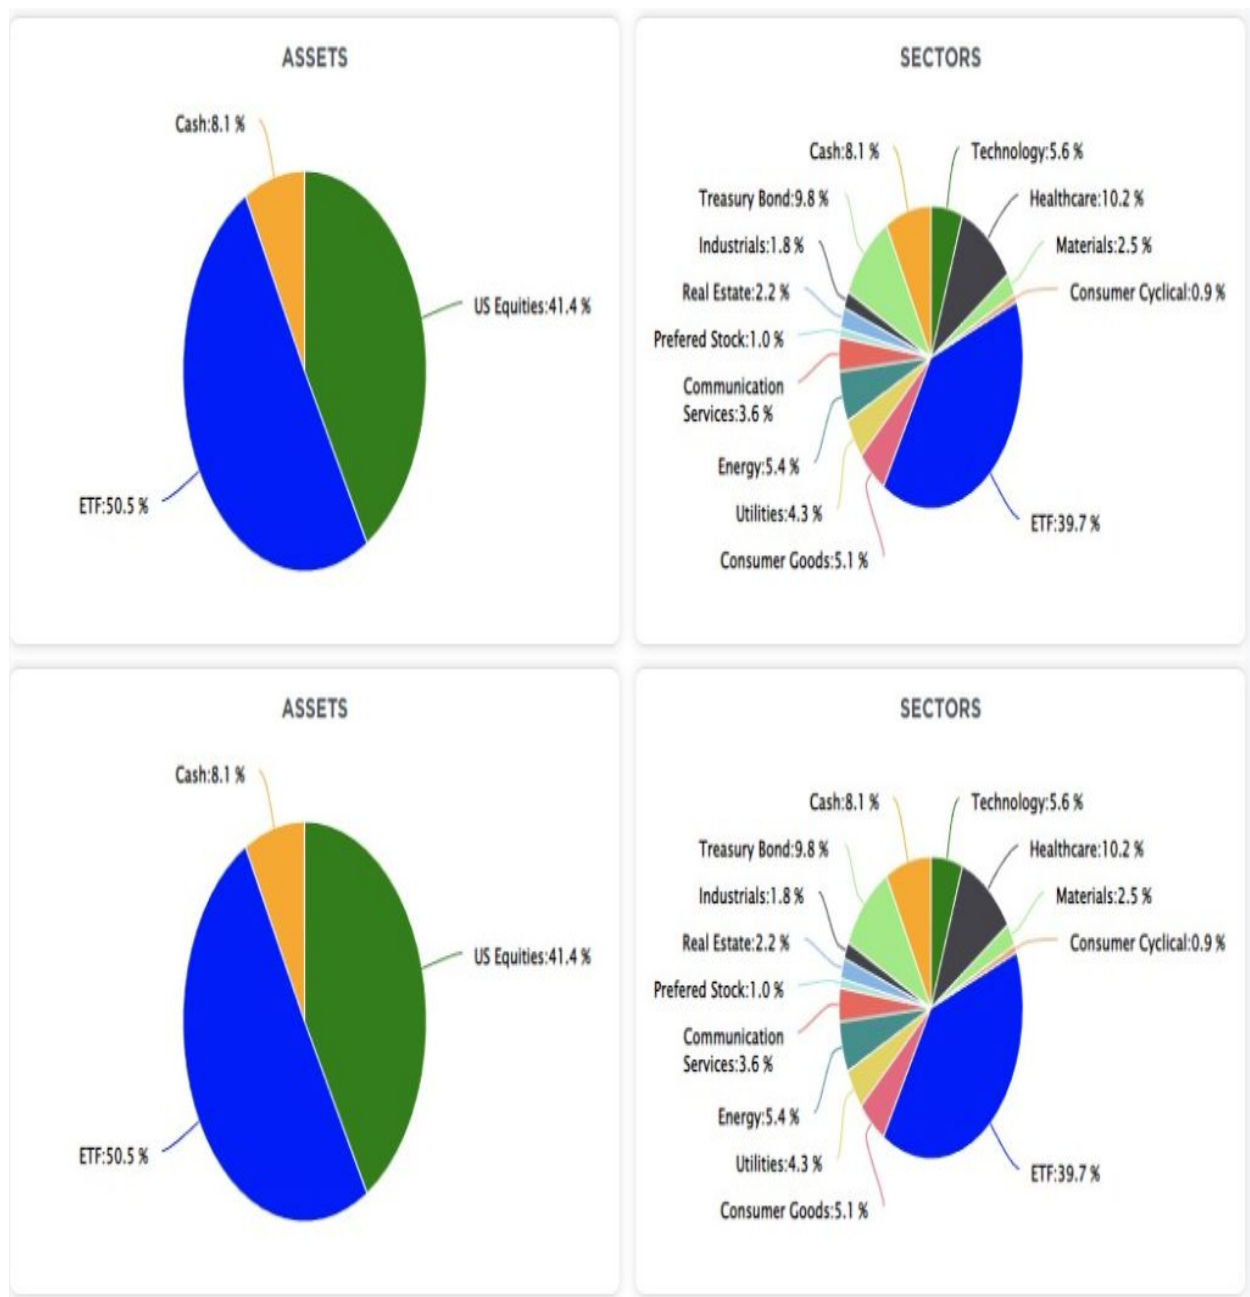 ASSETS
Cash:8.1 %
US Equities:41.4 %
ETF:50.5 %
SECTORS
Cash:8.1 %
Technology:5.6 %
Treasury Bond:9.8 %
Healthcare:10.2 %
Industrials:1.8 %
Materials:2.5 %
Real Estate:2.2 %
Consumer Cyclical:0.9 %
Prefered Stock:1.0 %
Communication
Services:3.6 %
Energy:5.4 %
Utilities:4.3 %
ETF:39.7 %
Consumer Goods:5.1 %
ASSETS
Cash:8.1 %
US Equities:41.4 %
ETF:50.5 %
SECTORS
Cash:8.1 %
Technology:5.6 %
Treasury Bond:9.8 %
Healthcare:10.2 %
Industrials:1.8 %
Materials:2.5 %
Real Estate:2.2 %
Consumer Cyclical:0.9 %
Prefered Stock:1.0 %
Communication
Services:3.6 %
Energy:5.4 %
Utilities:4.3 %
ETF:39.7 %
Consumer Goods:5.1 %